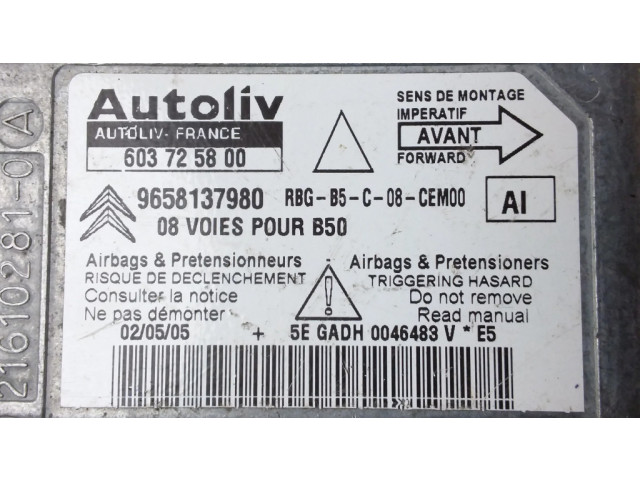 Autoliv
AUTOLIV- FRANCE
603 72 58 00
SENS DE MONTAGE
IMPERATIF
AVANT
FORWARD
9658137980 RBG-B5-C-08-CEM00
AI
08 VOIES POUR B50
Airbags & Pretensionneurs
RISQUE DE DECLENCHEMENT
Consulter la notice
Ne pas démonter
Airbags & Pretensioners
TRIGGERING HASARD
Do not remove
Read manual
!
02/05/05 + 5E GADH 0046483 V * E5
21610281-0 A